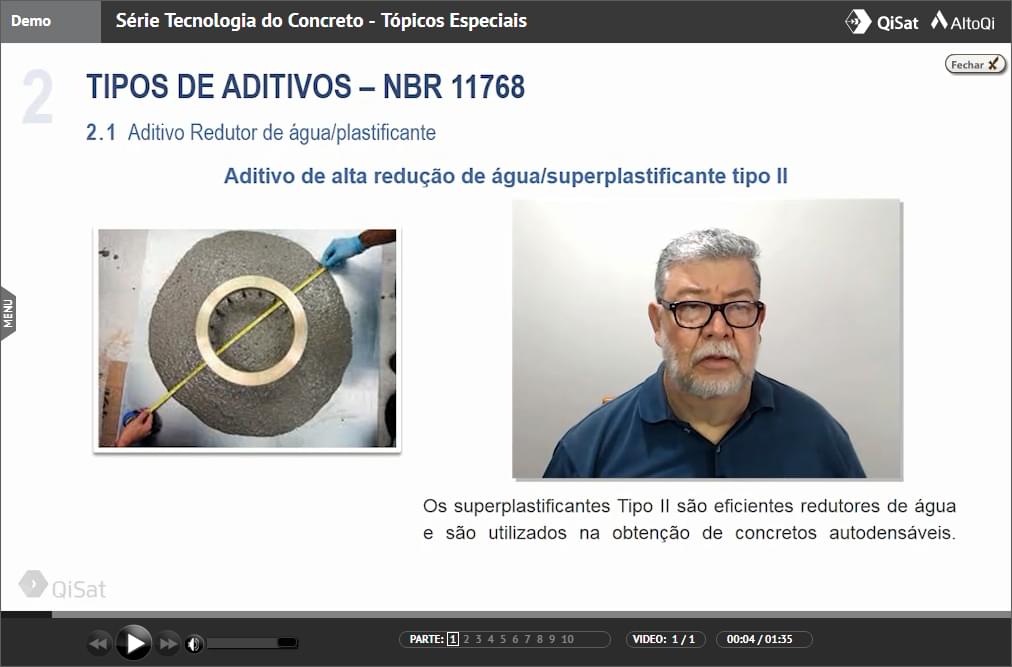 Demo
Série Tecnologia do Concreto - Tópicos Especiais
QiSat
AltoQi
Fechar
2
TIPOS DE ADITIVOS – NBR 11768
2.1 Aditivo Redutor de água/plastificante
Aditivo de alta redução de água/superplastificante tipo II
MENU
Os superplastificantes Tipo II são eficientes redutores de água
e são utilizados na obtenção de concretos autodensáveis.
QiSat
PARTE: 1 2 3 4 5 6 7 8 9 10
VIDEO: 1 / 1
00:04 / 01:35